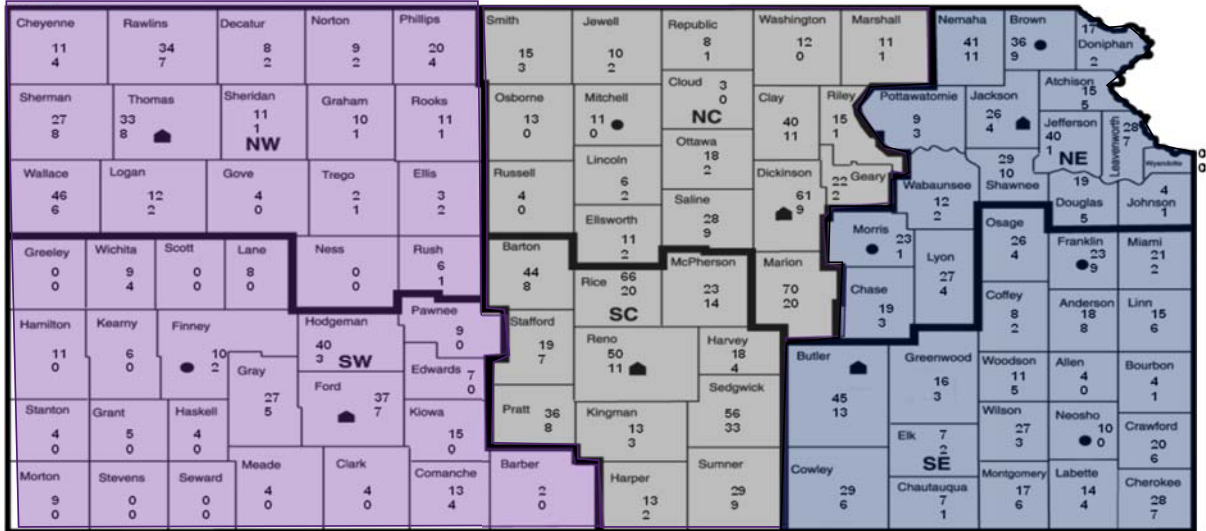 Cheyenne
11
4
Rawlins
34
7
Decatur
8
2
Norton
9
2
Phillips
20
4
Smith
15
3
Jewell
10
2
Republic
8
1
Washington
12
0
Marshall
11
1
Nemaha
41
11
Brown
36
9
17
Doniphan
2
Sherman
27
8
Thomas
33
8
Sheridan
11
1
NW
Graham
10
1
Rooks
11
1
Osborne
13
0
Mitchell
11
0
Cloud
3
0
NC
Clay
40
11
Riley
15
1
Pottawatomie
9
3
Jackson
26
4
Atchison
15
5
Jefferson
40
1
NE
Leavenworth
28
7
Wyandotte
Wallace
46
6
Logan
12
2
Gove
4
0
Trego
2
1
Ellis
3
2
Russell
4
0
Lincoln
6
2
Ottawa
18
2
Dickinson
61
9
22
2
Geary
Wabaunsee
12
2
29
10
Shawnee
19
Douglas
5
4
Johnson
1
Ellsworth
11
2
Saline
28
9
Morris
23
1
Lyon
27
4
Osage
26
4
Franklin
23
9
Miami
21
2
Greeley
0
0
Wichita
9
4
Scott
0
0
Lane
8
0
Ness
0
0
Rush
6
1
Barton
44
8
Rice
66
20
SC
McPherson
23
14
Marion
70
20
Chase
19
3
Coffey
8
2
Anderson
18
8
Linn
15
6
Hamilton
11
0
Kearny
6
0
Finney
10
2
Hodgeman
40
3
SW
Pawnee
9
0
Stafford
19
7
Reno
50
11
Harvey
18
4
Butler
45
13
Greenwood
16
3
Woodson
11
5
Allen
4
0
Bourbon
4
1
Gray
27
5
Ford
37
7
Edwards
7
0
Sedgwick
56
33
Stanton
4
0
Grant
5
0
Haskell
4
0
Kiowa
15
0
Pratt
36
8
Kingman
13
3
Elk
7
2
SE
Wilson
27
3
Neosho
10
0
Crawford
20
6
Morton
9
0
Stevens
0
0
Seward
0
0
Meade
4
0
Clark
4
0
Comanche
13
4
Barber
2
0
Harper
13
2
Sumner
29
9
Cowley
29
6
Chautauqua
7
1
Montgomery
17
6
Labette
14
4
Cherokee
28
7